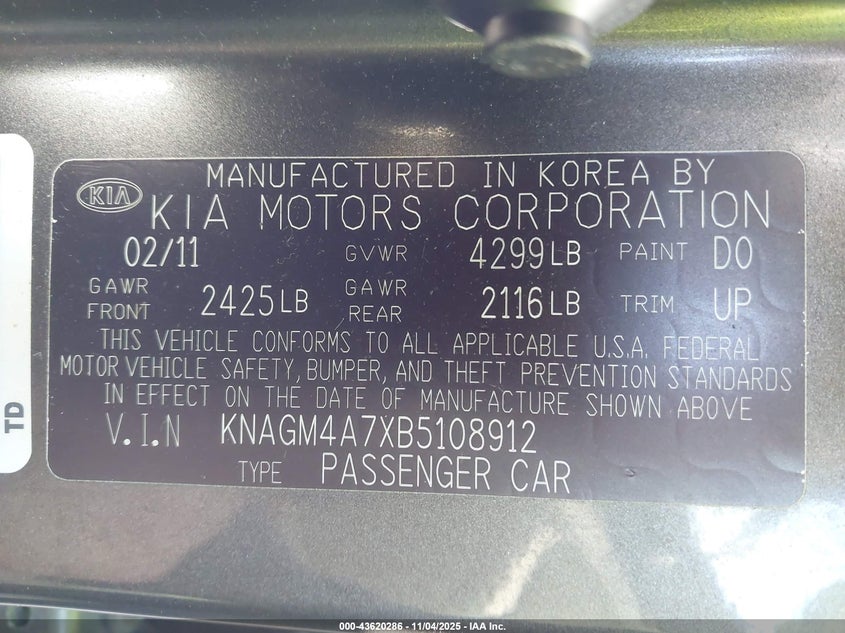 MANUFACTURED IN KOREA BY
KIA KIA MOTORS CORPORATION
02/11 GVWR 4299LB PAINT D0
GAWR FRONT 2425LB GAWR REAR 2116LB TRIM UP
THIS VEHICLE CONFORMS TO ALL APPLICABLE U.S.A. FEDERAL
MOTOR VEHICLE SAFETY, BUMPER, AND THEFT PREVENTION STANDARDS
IN EFFECT ON THE DATE OF MANUFACTURE SHOWN ABOVE
V.I.N KNAGM4A7XB5108912
TYPE PASSENGER CAR
TD
000-43620286 - 11/04/2025 - IAA Inc.